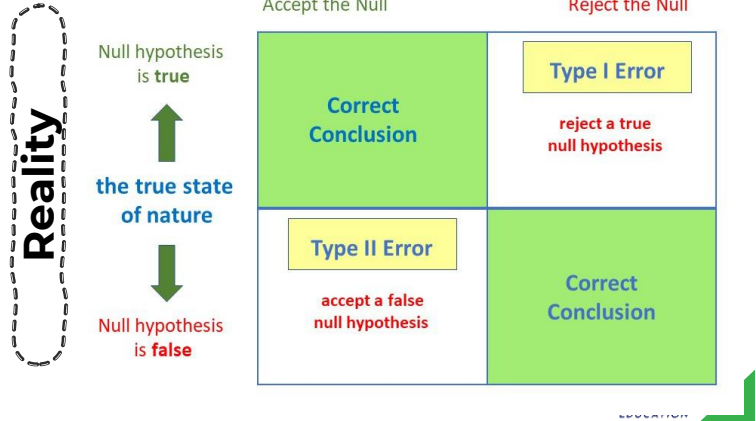 Accept the Null
Reject the Null
Reality
Null hypothesis
is true
the true state
of nature
Null hypothesis
is false
Correct
Conclusion
Type I Error
reject a true
null hypothesis
Type II Error
accept a false
null hypothesis
Correct
Conclusion
EDUCATION